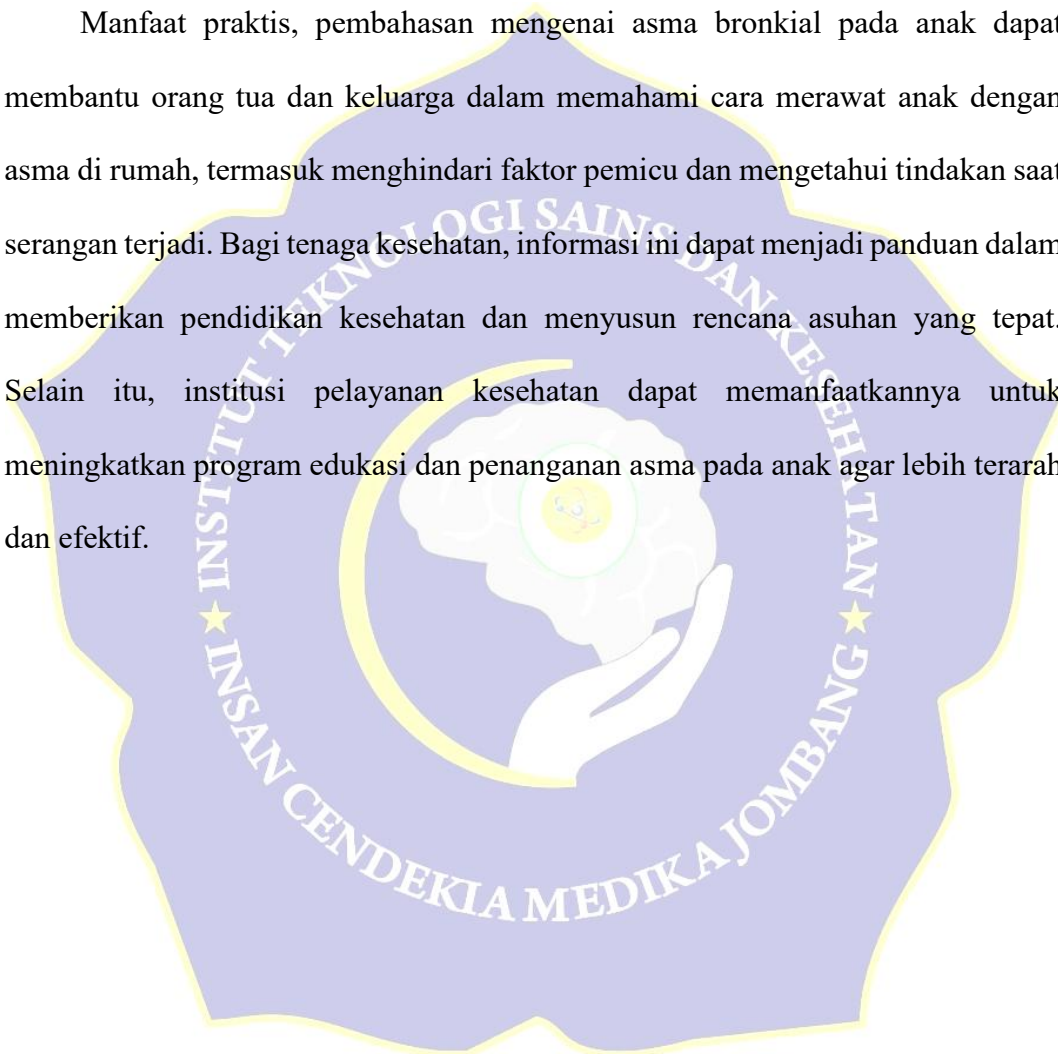 Manfaat praktis, pembahasan mengenai asma bronkial pada anak dapat
membantu orang tua dan keluarga dalam memahami cara merawat anak dengan
asma di rumah, termasuk menghindari faktor pemicu dan mengetahui tindakan saat
serangan terjadi. Bagi tenaga kesehatan, informasi ini dapat menjadi panduan dalam
memberikan pendidikan kesehatan dan menyusun rencana asuhan yang tepat.
Selain itu, institusi pelayanan kesehatan dapat memanfaatkannya untuk
meningkatkan program edukasi dan penanganan asma pada anak agar lebih terarah
dan efektif.
INSTITUT TEKNOLOGI SAINS DAN KESEHATAN
INSAN CENDEKIA MEDIKA JOMBANG